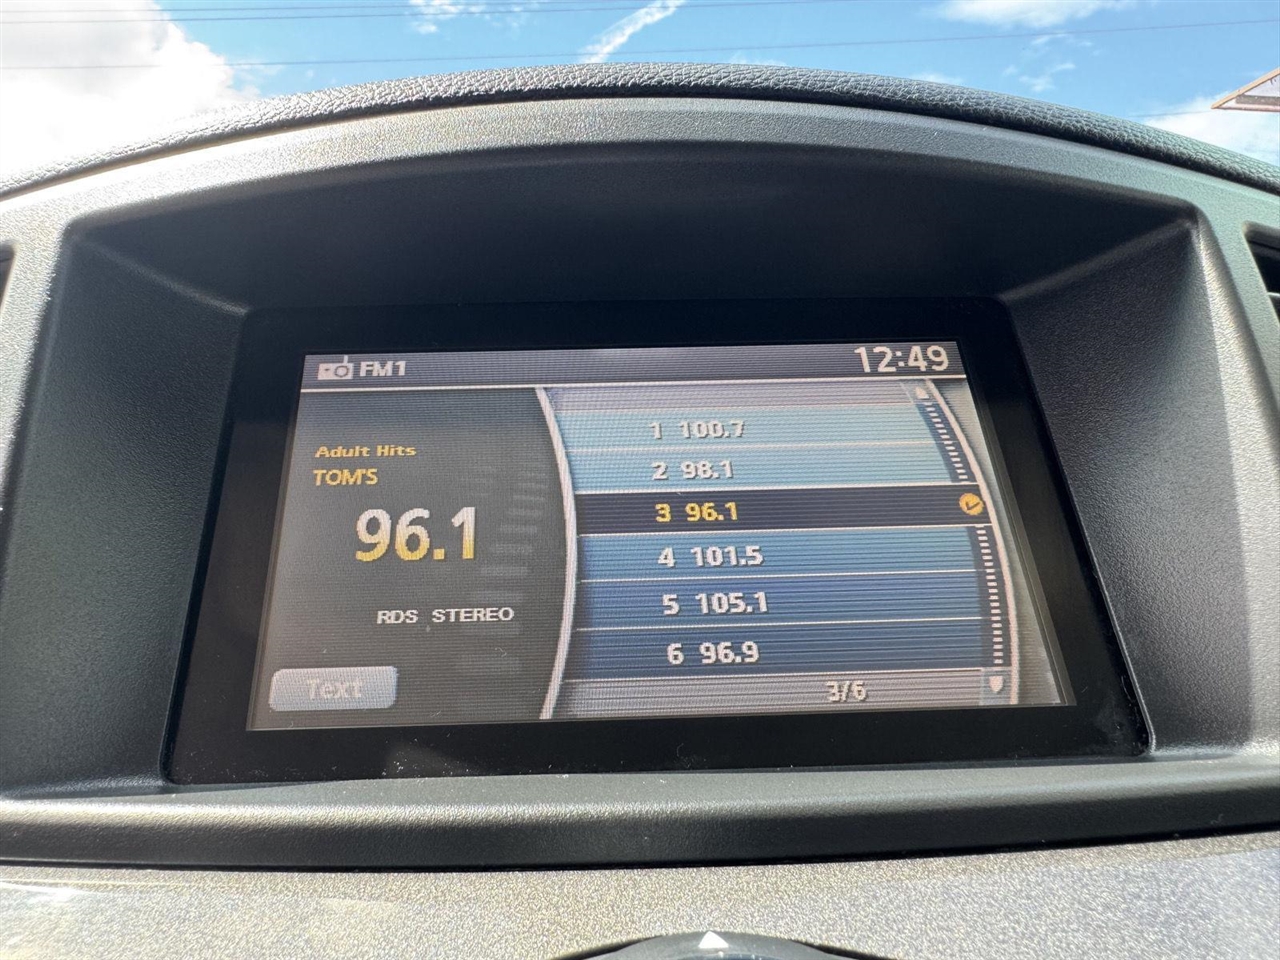 FM1
12:49
Adult Hits
TOM'S
96.1
RDS STEREO
Text
1 100.7
2 98.1
3 96.1
4 101.5
5 105.1
6 96.9
3/6